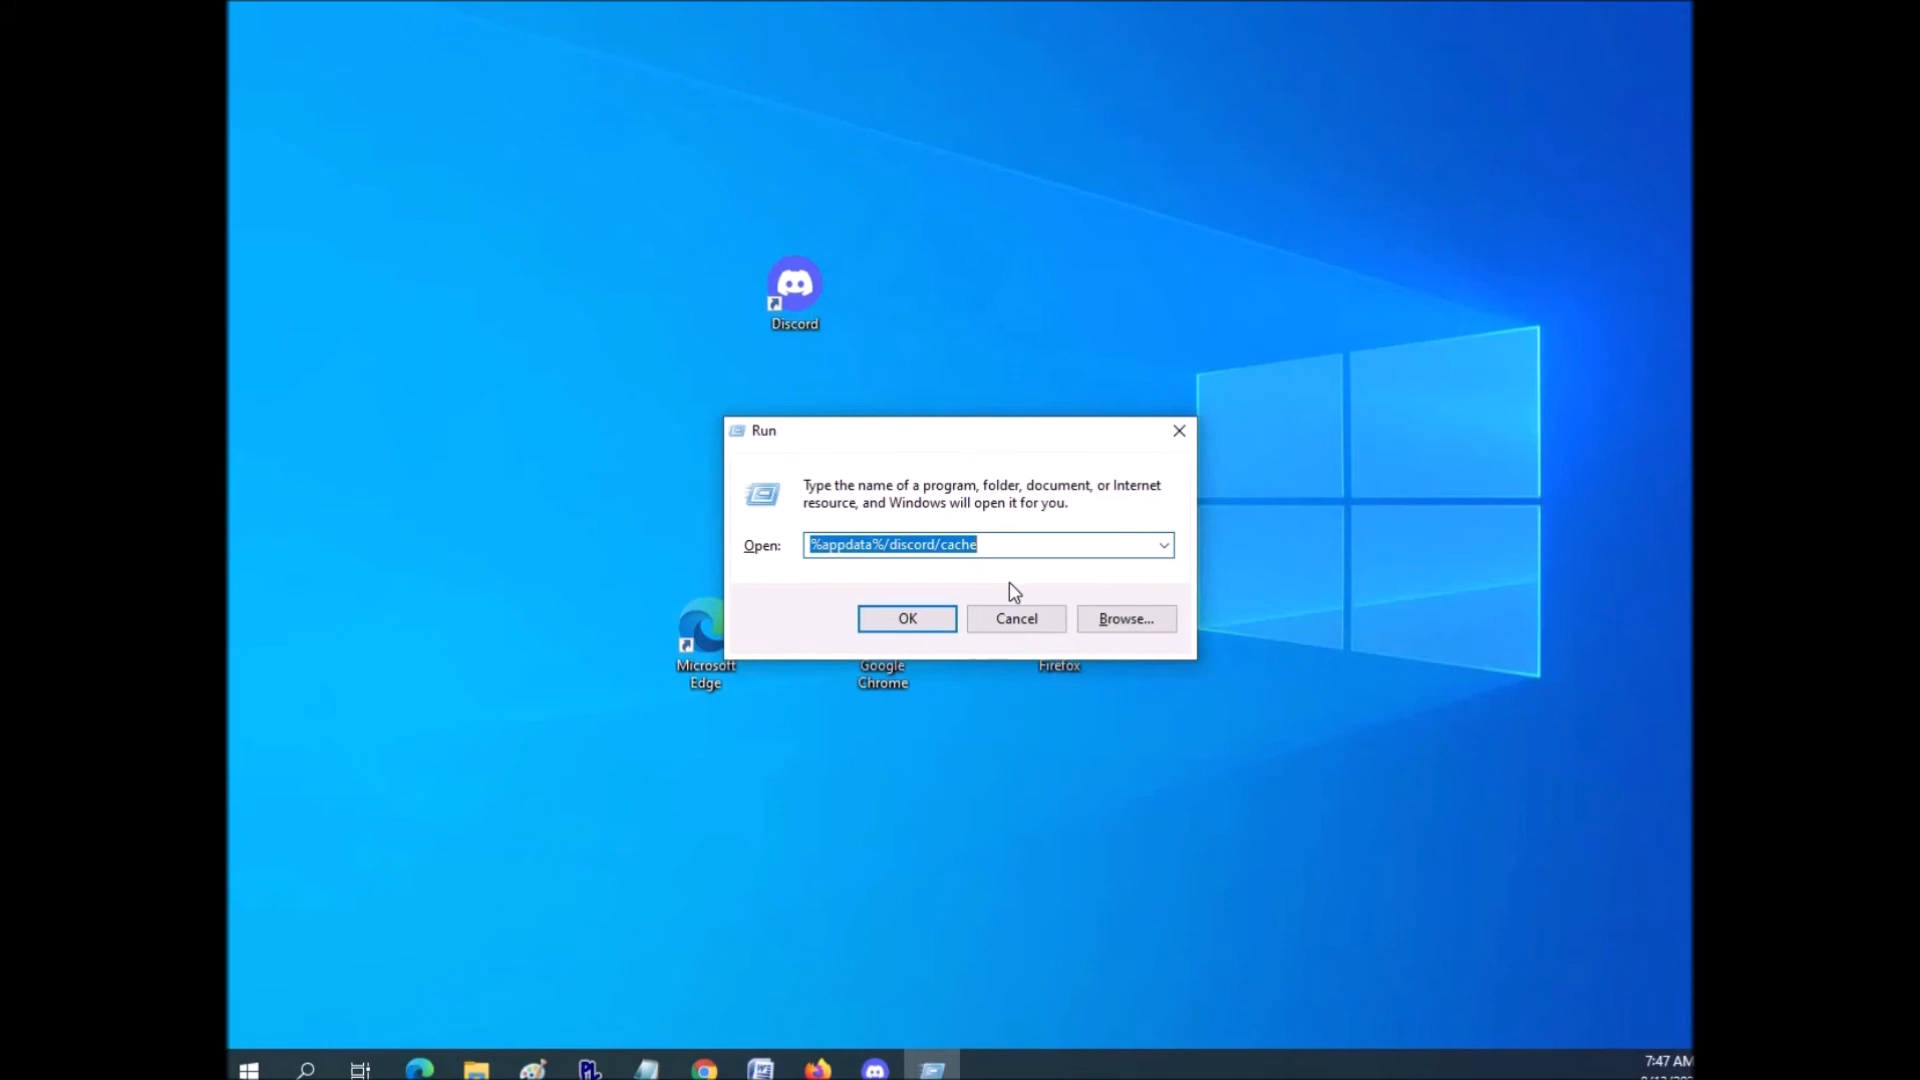 Discord
Run
Type the name of a program, folder, document, or Internet
resource, and Windows will open it for you.
Open:
%appdata%/discord/cache
OK
Cancel
Browse...
Microsoft
Edge
Google
Chrome
Firefox
7:47 AM